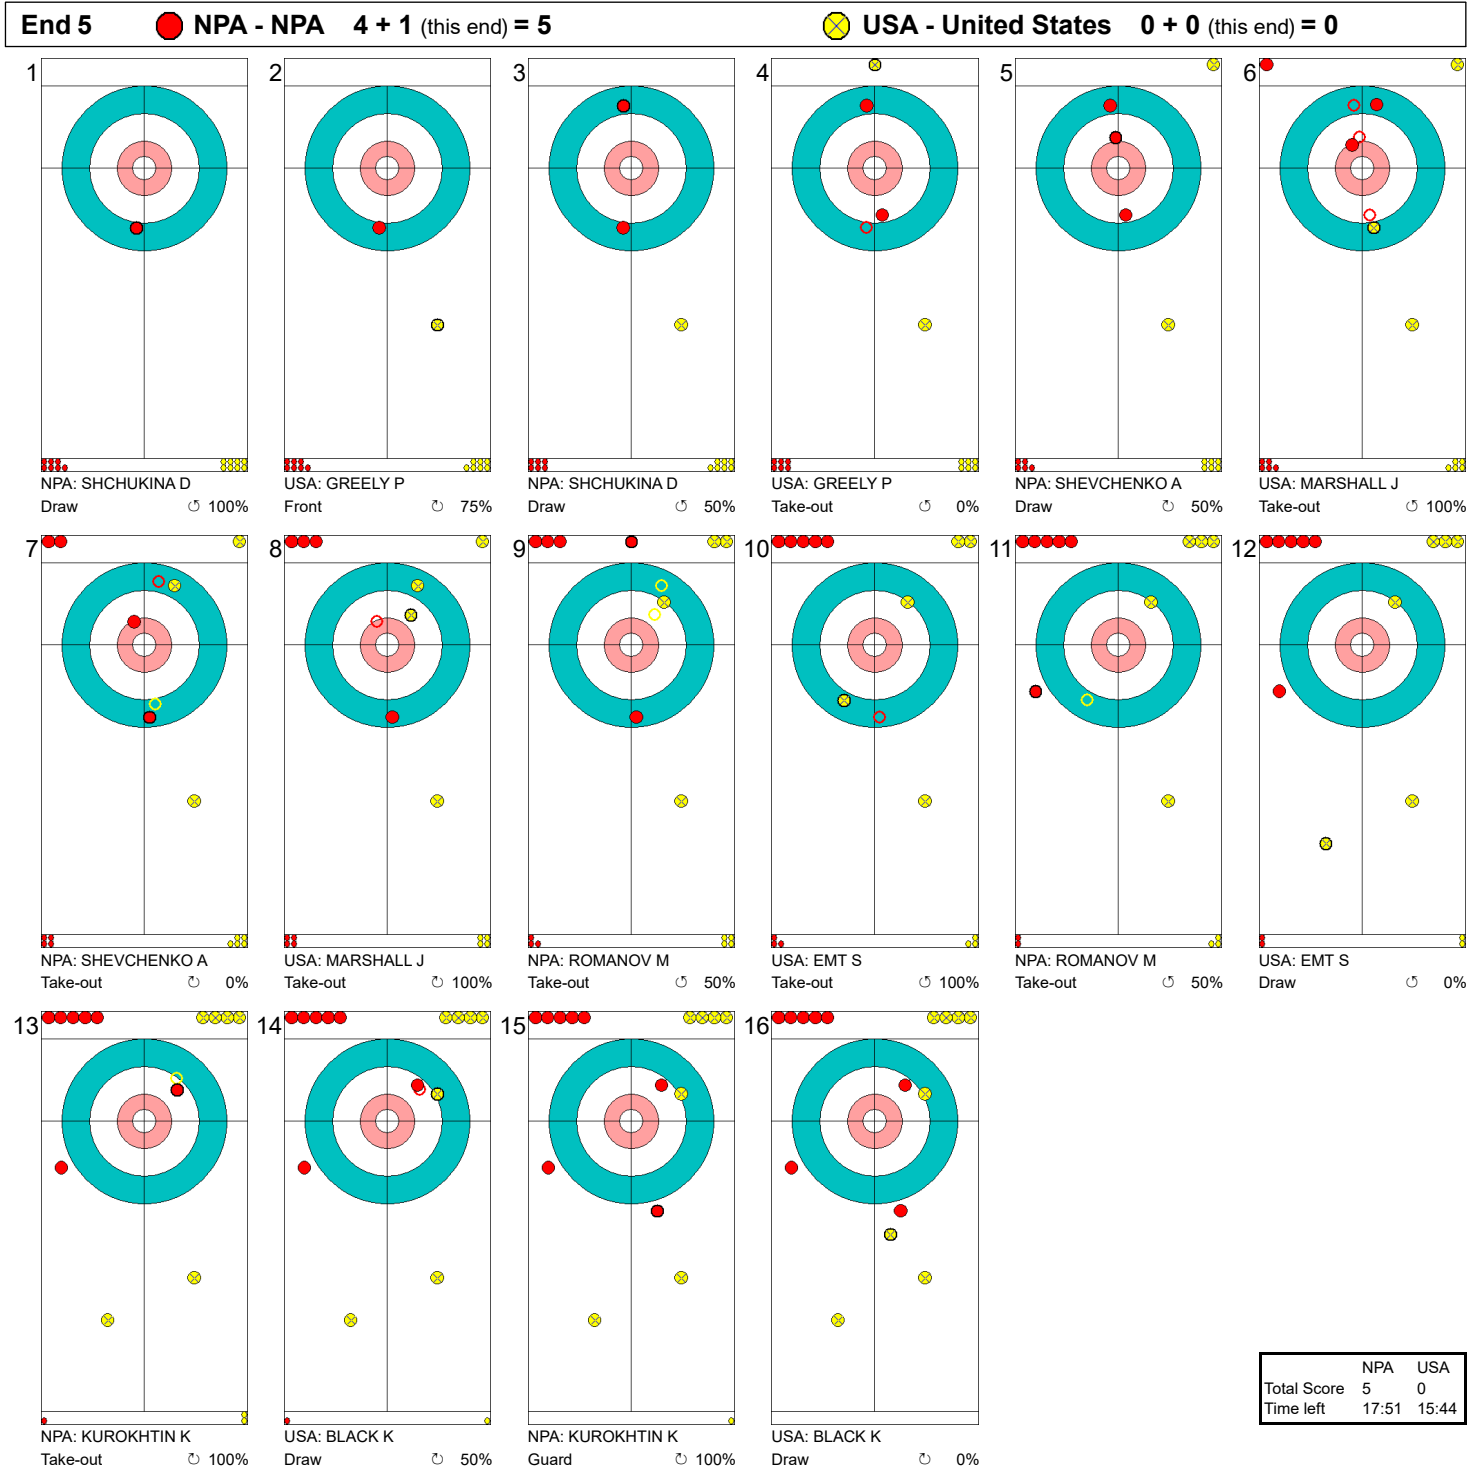 End 5 NPA - NPA 4 + 1 (this end) = 5 USA - United States 0 + 0 (this end) = 0
1 2 3 4 5 6
NPA: SHCHUKINA D USA: GREELY P NPA: SHCHUKINA D USA: GREELY P NPA: SHEVCHENKO A USA: MARSHALL J
Draw ↺ 100% Front ↻ 75% Draw ↺ 50% Take-out ↺ 0% Draw ↺ 50% Take-out ↺ 100%
7 8 9 10 11 12
NPA: SHEVCHENKO A USA: MARSHALL J NPA: ROMANOV M USA: EMT S NPA: ROMANOV M USA: EMT S
Take-out ↻ 0% Take-out ↻ 100% Take-out ↺ 50% Take-out ↺ 100% Take-out ↺ 50% Draw ↺ 0%
13 14 15 16
NPA: KUROKHTIN K USA: BLACK K NPA: KUROKHTIN K USA: BLACK K
Take-out ↻ 100% Draw ↻ 50% Guard ↻ 100% Draw ↻ 0%
NPA USA
Total Score 5 0
Time left 17:51 15:44